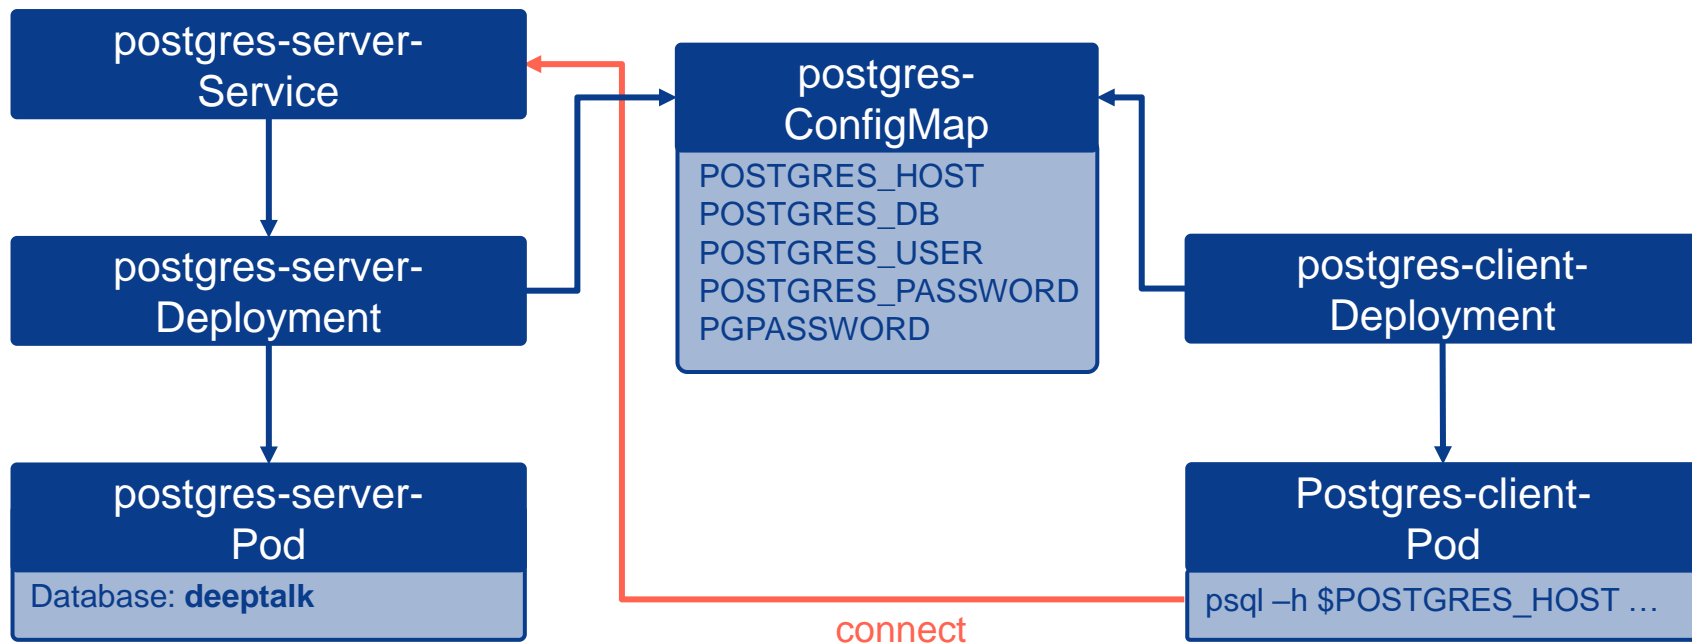 postgres-server-
Service
postgres-server-
Deployment
postgres-server-
Pod
Database: deeptalk
postgres-
ConfigMap
POSTGRES_HOST
POSTGRES_DB
POSTGRES_USER
POSTGRES_PASSWORD
PGPASSWORD
connect
postgres-client-
Deployment
Postgres-client-
Pod
psql –h $POSTGRES_HOST …